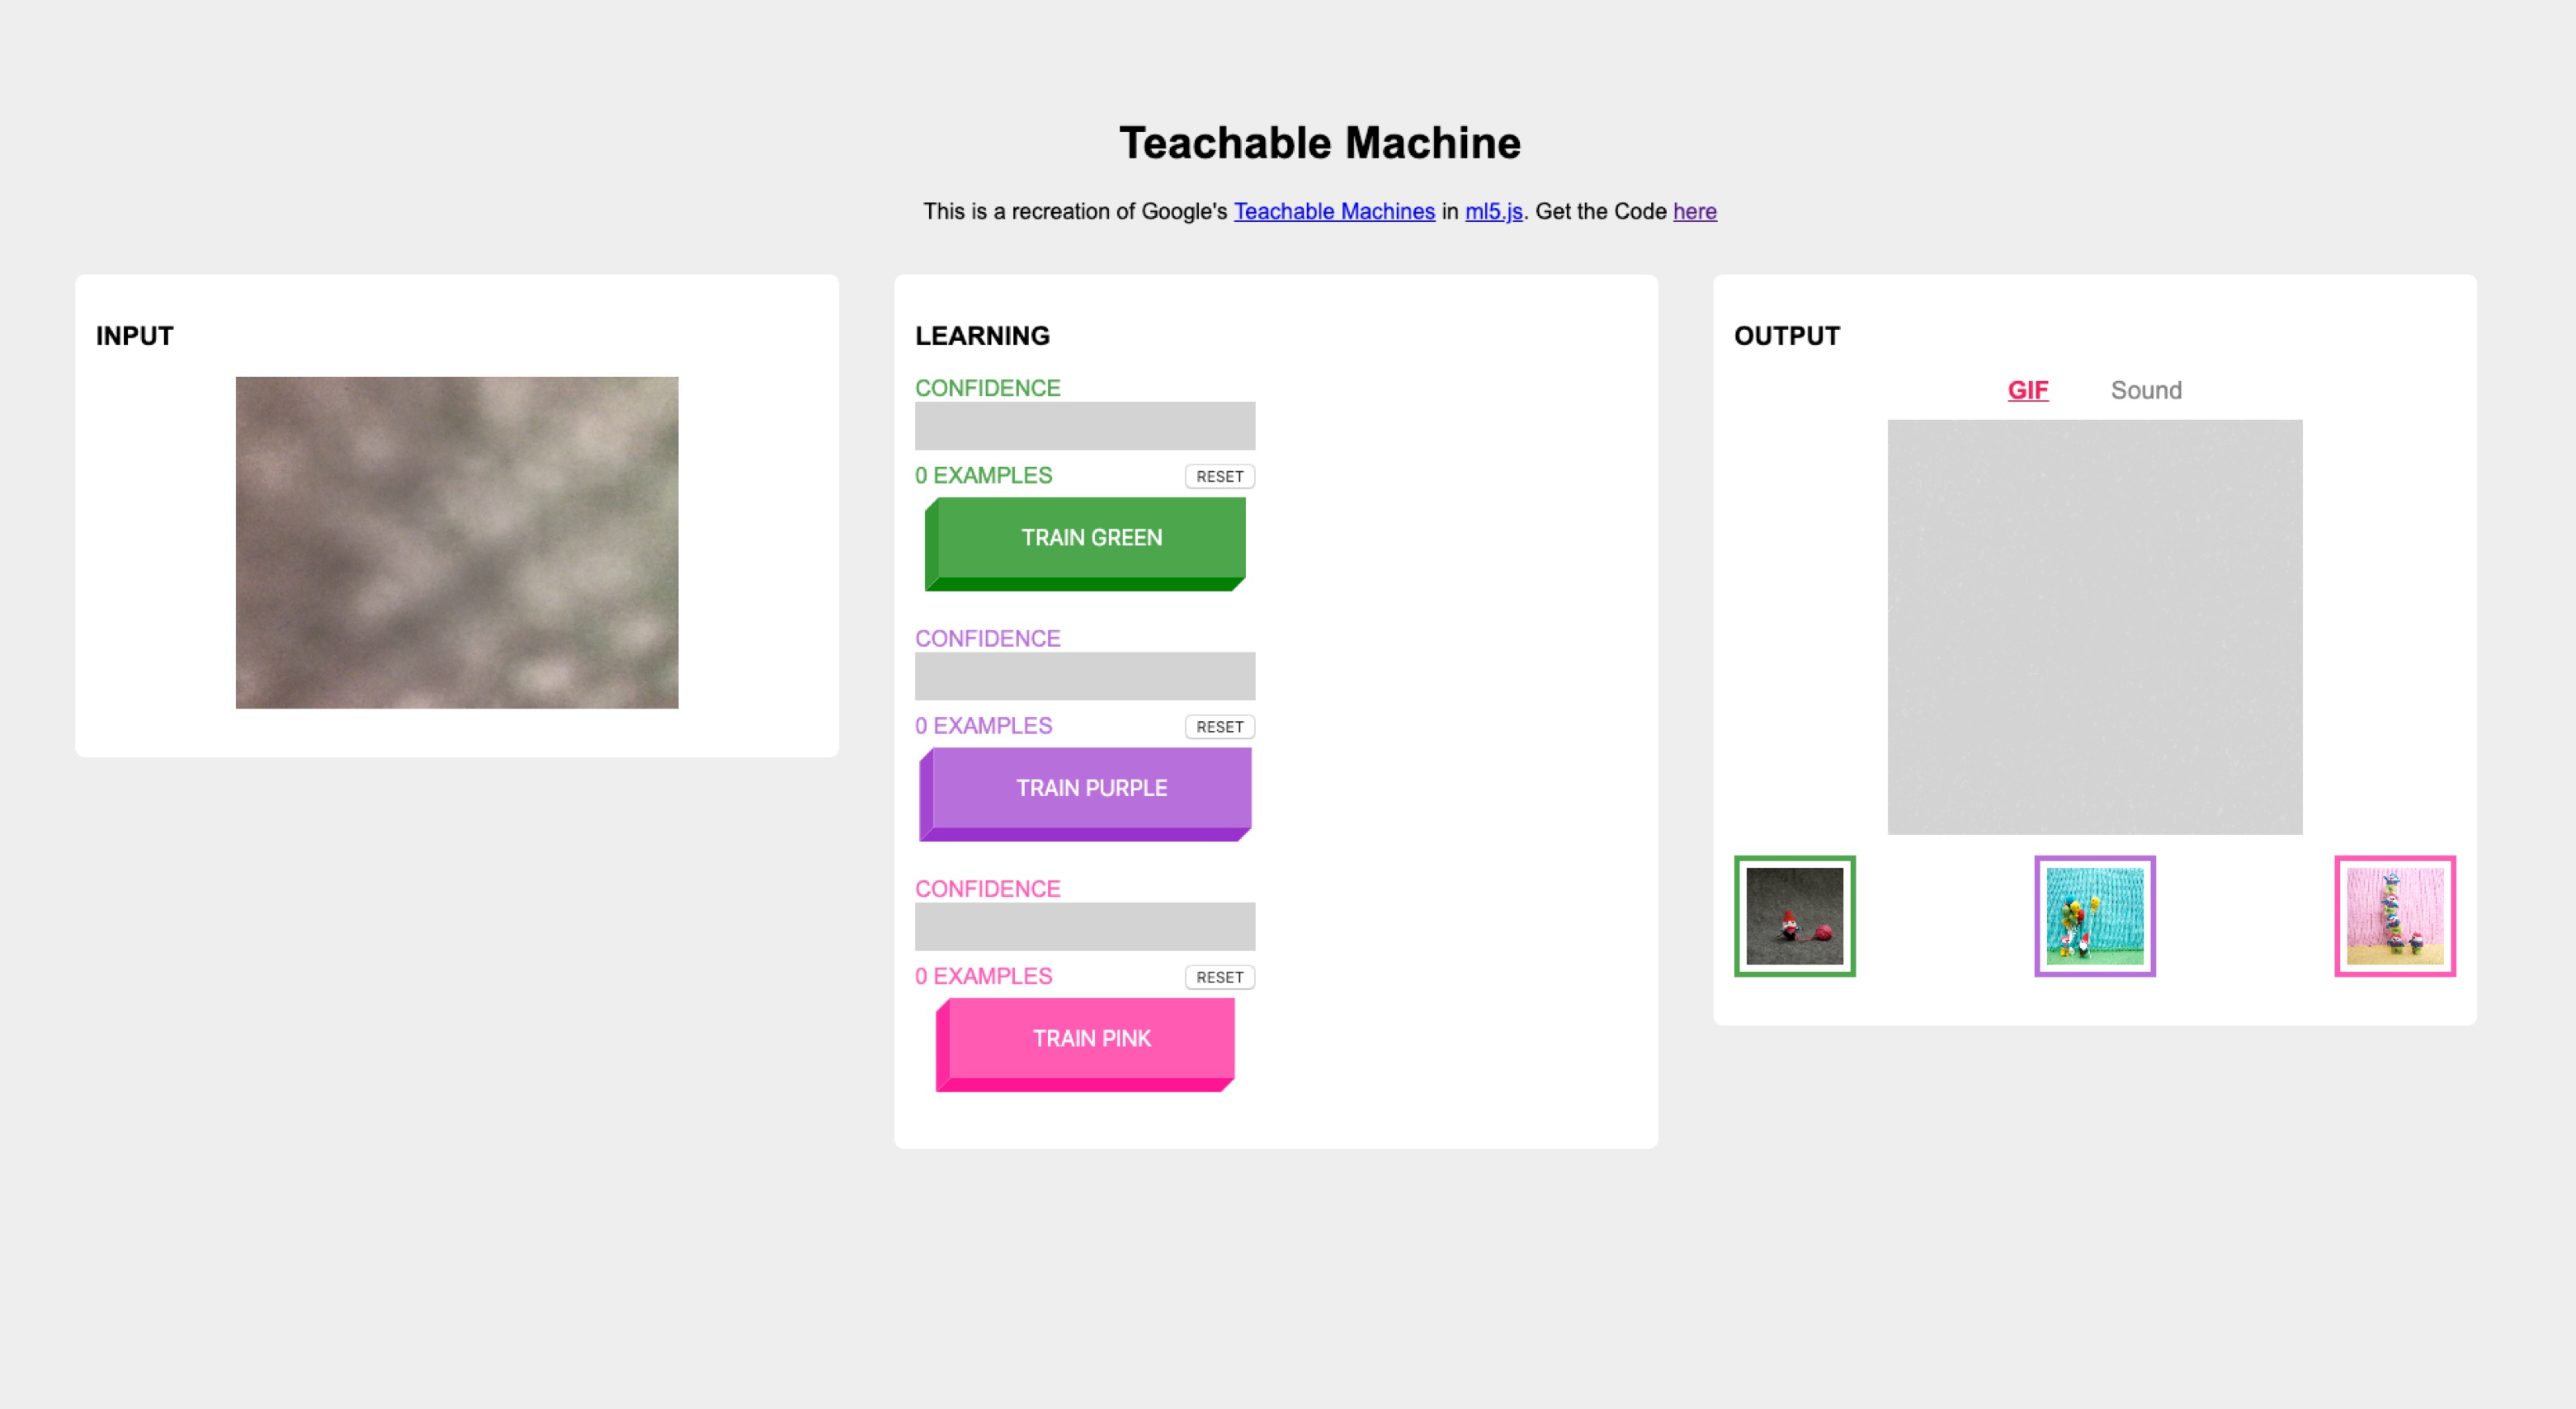 Teachable Machine
This is a recreation of Google's Teachable Machines in ml5.js. Get the Code here
INPUT
LEARNING
CONFIDENCE
0 EXAMPLES
RESET
TRAIN GREEN
CONFIDENCE
0 EXAMPLES
RESET
TRAIN PURPLE
CONFIDENCE
0 EXAMPLES
RESET
TRAIN PINK
OUTPUT
GIF
Sound